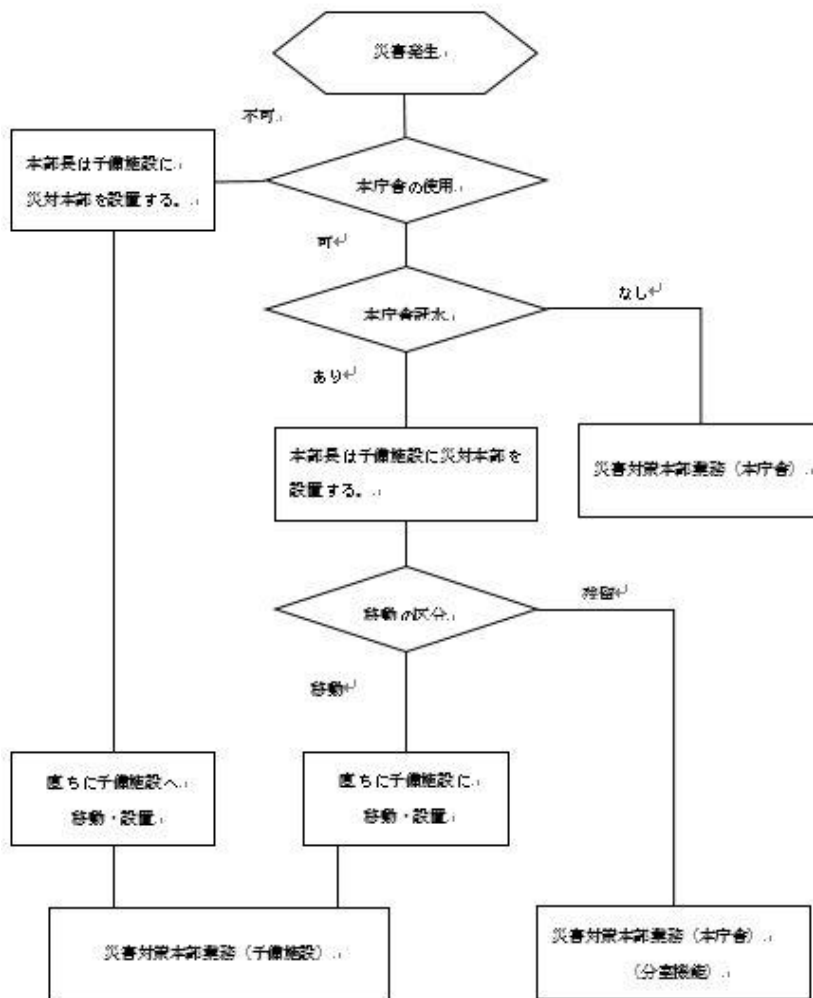 災害発生
不可
本部長は予備施設に
災対本部を設置する。
本庁舎の使用
可
本庁舎浸水
なし
あり
本部長は予備施設に災対本部を
設置する。
災害対策本部業務（本庁舎）
移動の区分
残留
移動
直ちに予備施設へ
移動・設置
直ちに予備施設に
移動・設置
災害対策本部業務（予備施設）
災害対策本部業務（本庁舎）
（分室機能）